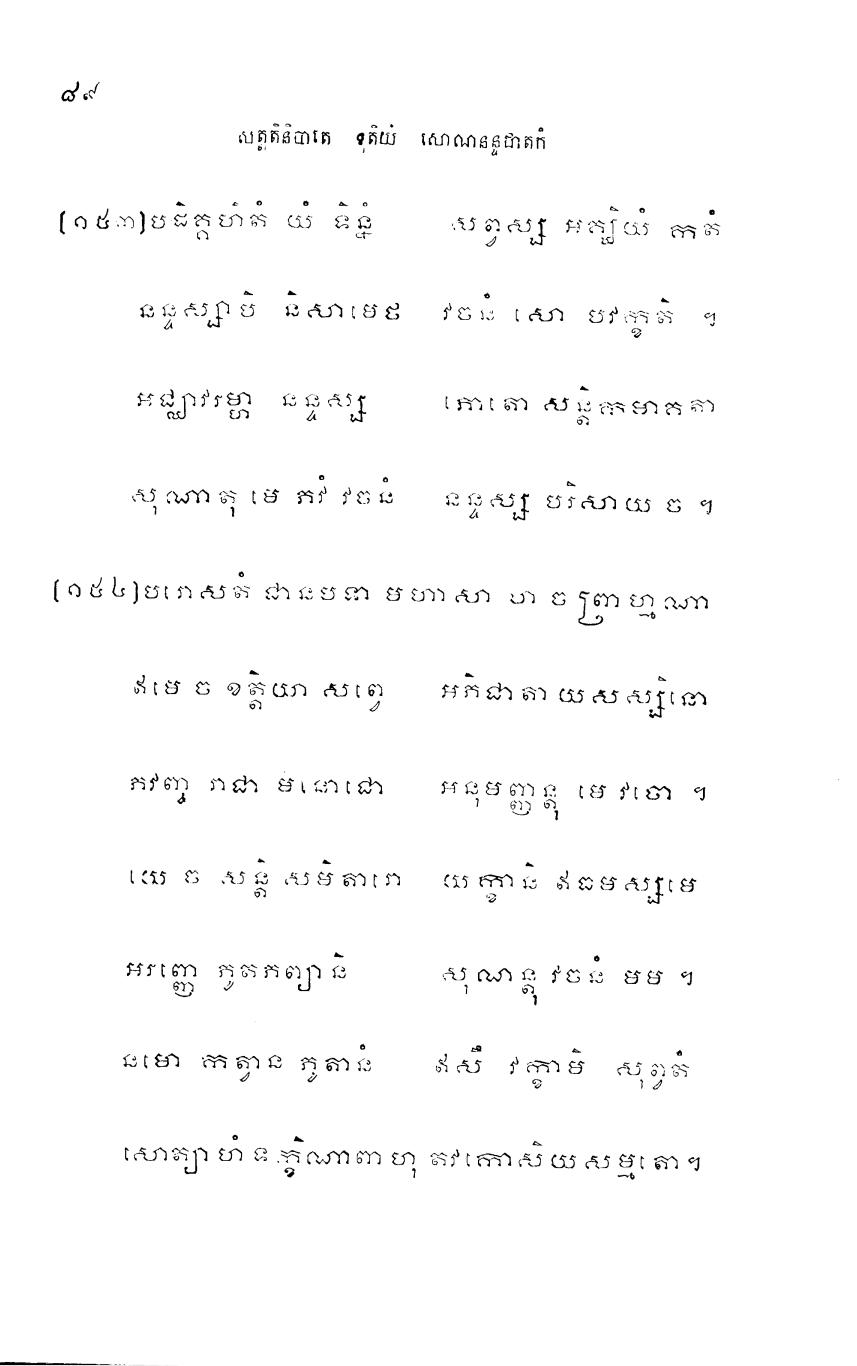 ៨៩
សត្តតិនិបាតេ ទុតិយំ សោណនន្ទជាតកំ
[១៥៣]បដិគ្គហិតំ យំ ទិន្នំ សព្វស្ស អគ្ឃិយំ កតំ
នន្ទស្សាបិ និសាមេថ វចនំ សោ បវក្ខតិ ។
អជ្ឈាវរម្ហា នន្ទស្ស ភោតោ សន្តិកមាគតា
សុណាតុ មេ ភវំ វចនំ នន្ទស្ស បរិសាយ ច ។
[១៥៤]បរោសតំ ជានបទា មហាសាលា ច ព្រាហ្មណា
ឥមេ ច ខត្តិយា សព្វេ អភិជាតា យសស្សិនោ
ភវញ្ច រាជា មនោជោ អនុមញ្ញន្តុ មេ វចោ ។
យេ ច សន្តិ សមិតារោ យក្ខានិ ឥធមស្សមេ
អរញ្ញេ ភូតភព្យានិ សុណន្តុ វចនំ មម ។
នមោ កត្វាន ភូតានំ ឥសឹ វក្ខាមិ សុព្វតំ
សោត្យាហំ ទក្ខិណាពាហុ តវ កោសិយ សម្មតោ។